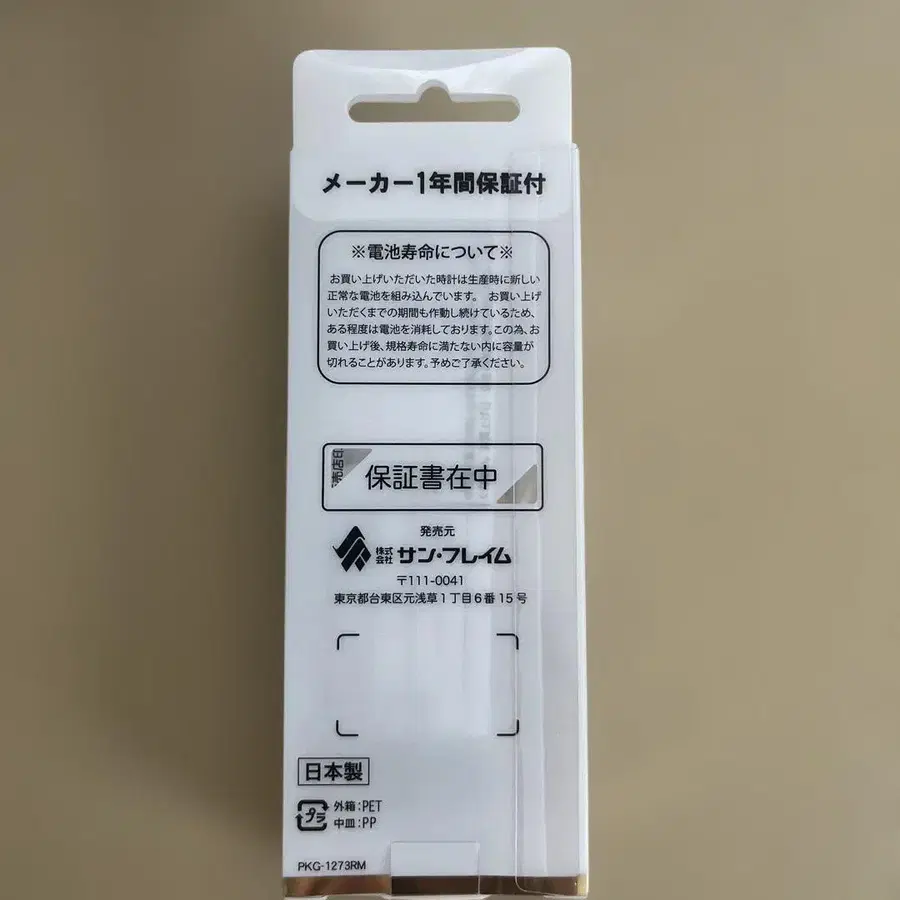 メーカー1年間保証付
※電池寿命について※
お買い上げいただいた時計は生産時に新しい
正常な電池を組み込んでいます。 お買い上げ
いただくまでの期間も作動し続けているため、
ある程度は電池を消耗しております。この為、お
買い上げ後、規格寿命に満たない内に容量が
切れることがあります。予めご了承ください。
保証書在中
発売元
株式会社 サン・フレイム
〒111-0041
東京都台東区元浅草1丁目6番15号
日本製
プラ 外箱:PET
中皿:PP
PKG-1273RM